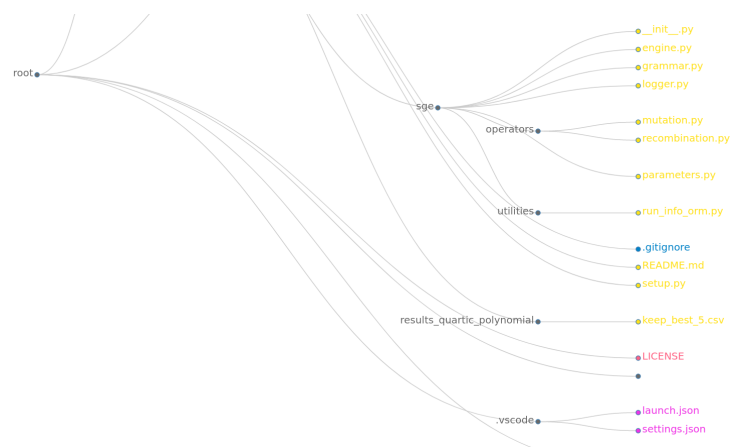 __init__.py
engine.py
grammar.py
logger.py
root
sge
mutation.py
operators
recombination.py
parameters.py
utilities
run_info_orm.py
.gitignore
README.md
setup.py
results_quartic_polynomial
keep_best_5.csv
LICENSE
launch.json
.vscode
settings.json